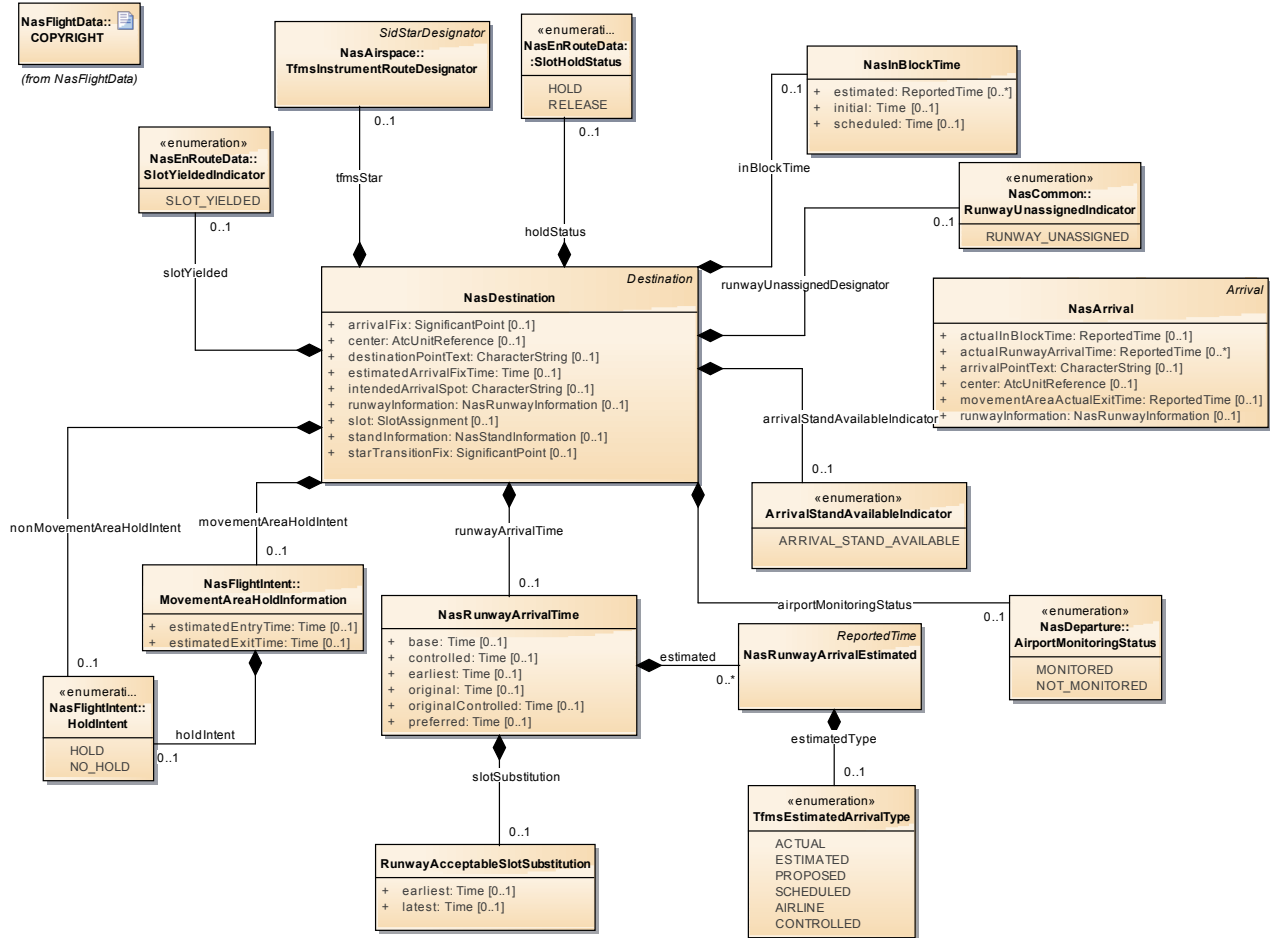 NasFlightData::
COPYRIGHT
(from NasFlightData)
SidStarDesignator
NasAirspace::
TfmsInstrumentRouteDesignator
0..1
tfmsStar
«enumerati...
NasEnRouteData:
:SlotHoldStatus
HOLD
RELEASE
0..1
holdStatus
NasInBlockTime
+ estimated: ReportedTime [0..*]
+ initial: Time [0..1]
+ scheduled: Time [0..1]
0..1
inBlockTime
«enumeration»
NasEnRouteData::
SlotYieldedIndicator
SLOT_YIELDED
0..1
slotYielded
«enumeration»
NasCommon::
RunwayUnassignedIndicator
RUNWAY_UNASSIGNED
0..1
runwayUnassignedDesignator
Destination
NasDestination
+ arrivalFix: SignificantPoint [0..1]
+ center: AtcUnitReference [0..1]
+ destinationPointText: CharacterString [0..1]
+ estimatedArrivalFixTime: Time [0..1]
+ intendedArrivalSpot: CharacterString [0..1]
+ runwayInformation: NasRunwayInformation [0..1]
+ slot: SlotAssignment [0..1]
+ standInformation: NasStandInformation [0..1]
+ starTransitionFix: SignificantPoint [0..1]
Arrival
NasArrival
+ actualInBlockTime: ReportedTime [0..1]
+ actualRunwayArrivalTime: ReportedTime [0..*]
+ arrivalPointText: CharacterString [0..1]
+ center: AtcUnitReference [0..1]
+ movementAreaActualExitTime: ReportedTime [0..1]
+ runwayInformation: NasRunwayInformation [0..1]
arrivalStandAvailableIndicator
0..1
«enumeration»
ArrivalStandAvailableIndicator
ARRIVAL_STAND_AVAILABLE
nonMovementAreaHoldIntent
0..1
movementAreaHoldIntent
0..1
NasFlightIntent::
MovementAreaHoldInformation
+ estimatedEntryTime: Time [0..1]
+ estimatedExitTime: Time [0..1]
runwayArrivalTime
0..1
NasRunwayArrivalTime
+ base: Time [0..1]
+ controlled: Time [0..1]
+ earliest: Time [0..1]
+ original: Time [0..1]
+ originalControlled: Time [0..1]
+ preferred: Time [0..1]
airportMonitoringStatus
0..1
«enumeration»
NasDeparture::
AirportMonitoringStatus
MONITORED
NOT_MONITORED
estimated
0..*
ReportedTime
NasRunwayArrivalEstimated
«enumerati...
NasFlightIntent::
HoldIntent
HOLD
NO_HOLD
holdIntent
0..1
estimatedType
0..1
slotSubstitution
0..1
«enumeration»
TfmsEstimatedArrivalType
ACTUAL
ESTIMATED
PROPOSED
SCHEDULED
AIRLINE
CONTROLLED
RunwayAcceptableSlotSubstitution
+ earliest: Time [0..1]
+ latest: Time [0..1]